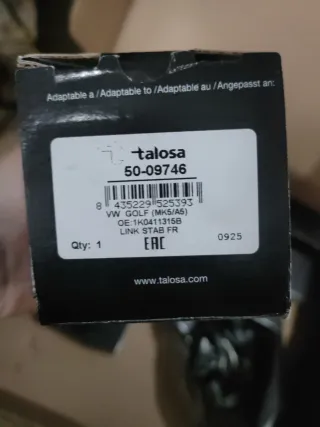 Adaptable a / Adaptable to / Adaptable au / Angepasst an:
talosa
50-09746
8 435229 525393
VW GOLF (MK5/A5)
OE:1K0411315B
LINK STAB FR
Qty: 1 EAC 0925
www.talosa.com